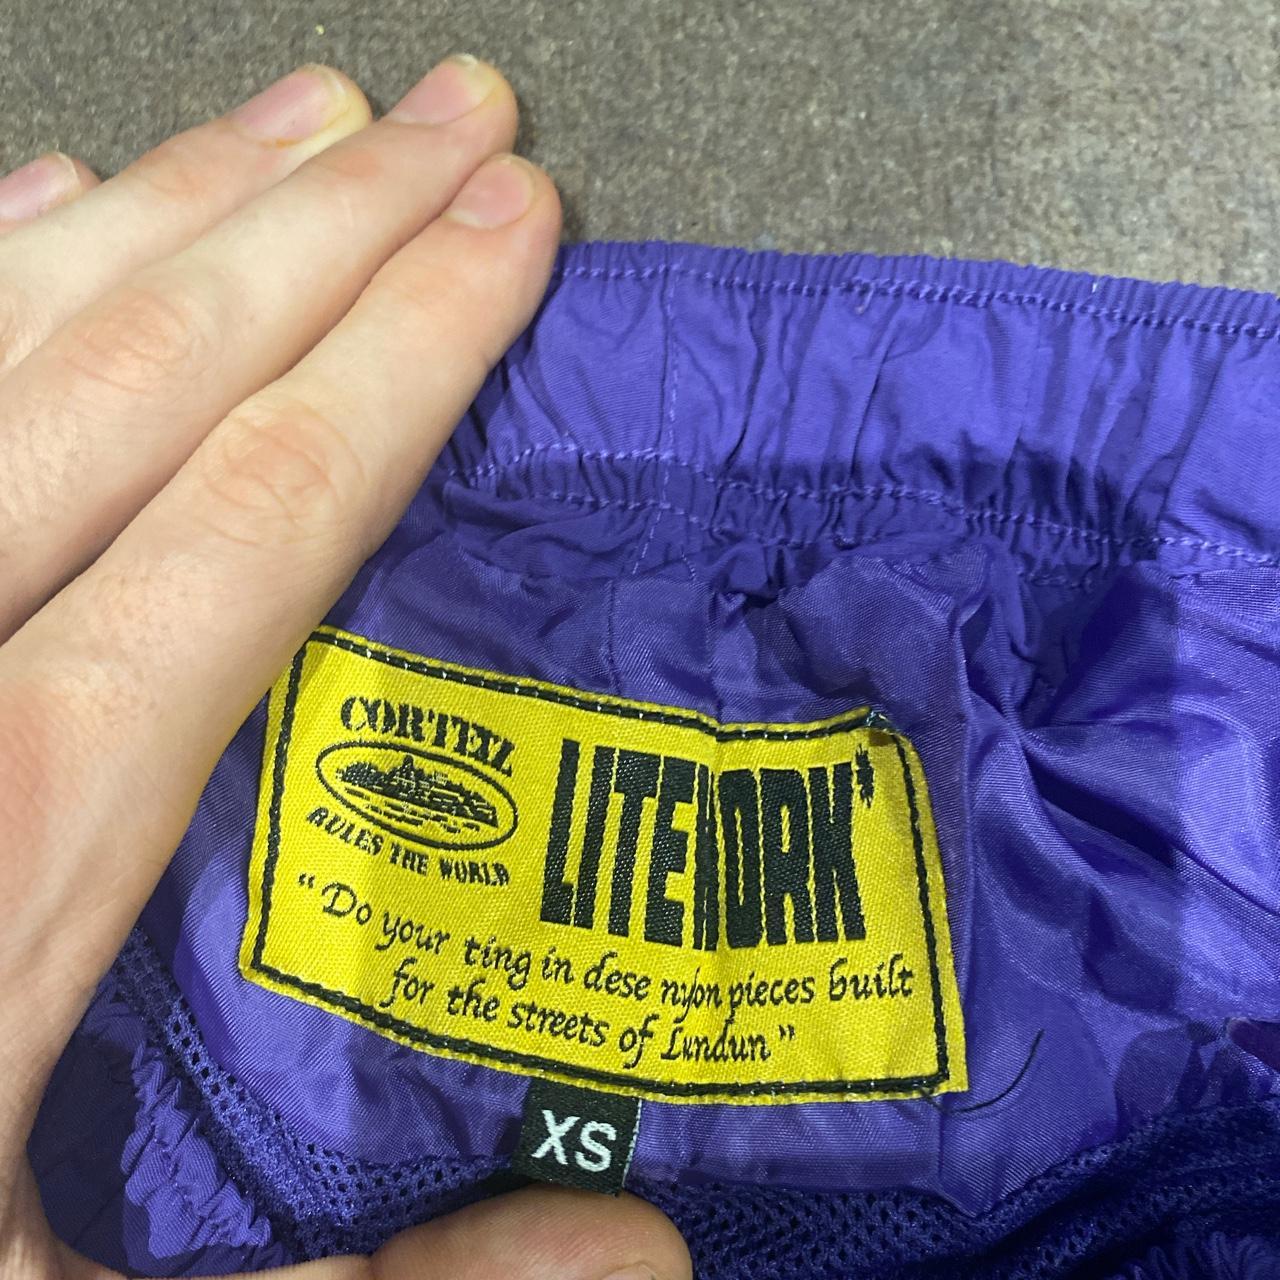 CORTEIZ
RULES THE WORLD
LITEWORK*
"Do your ting in dese nylon pieces built
for the streets of Lundun"
XS